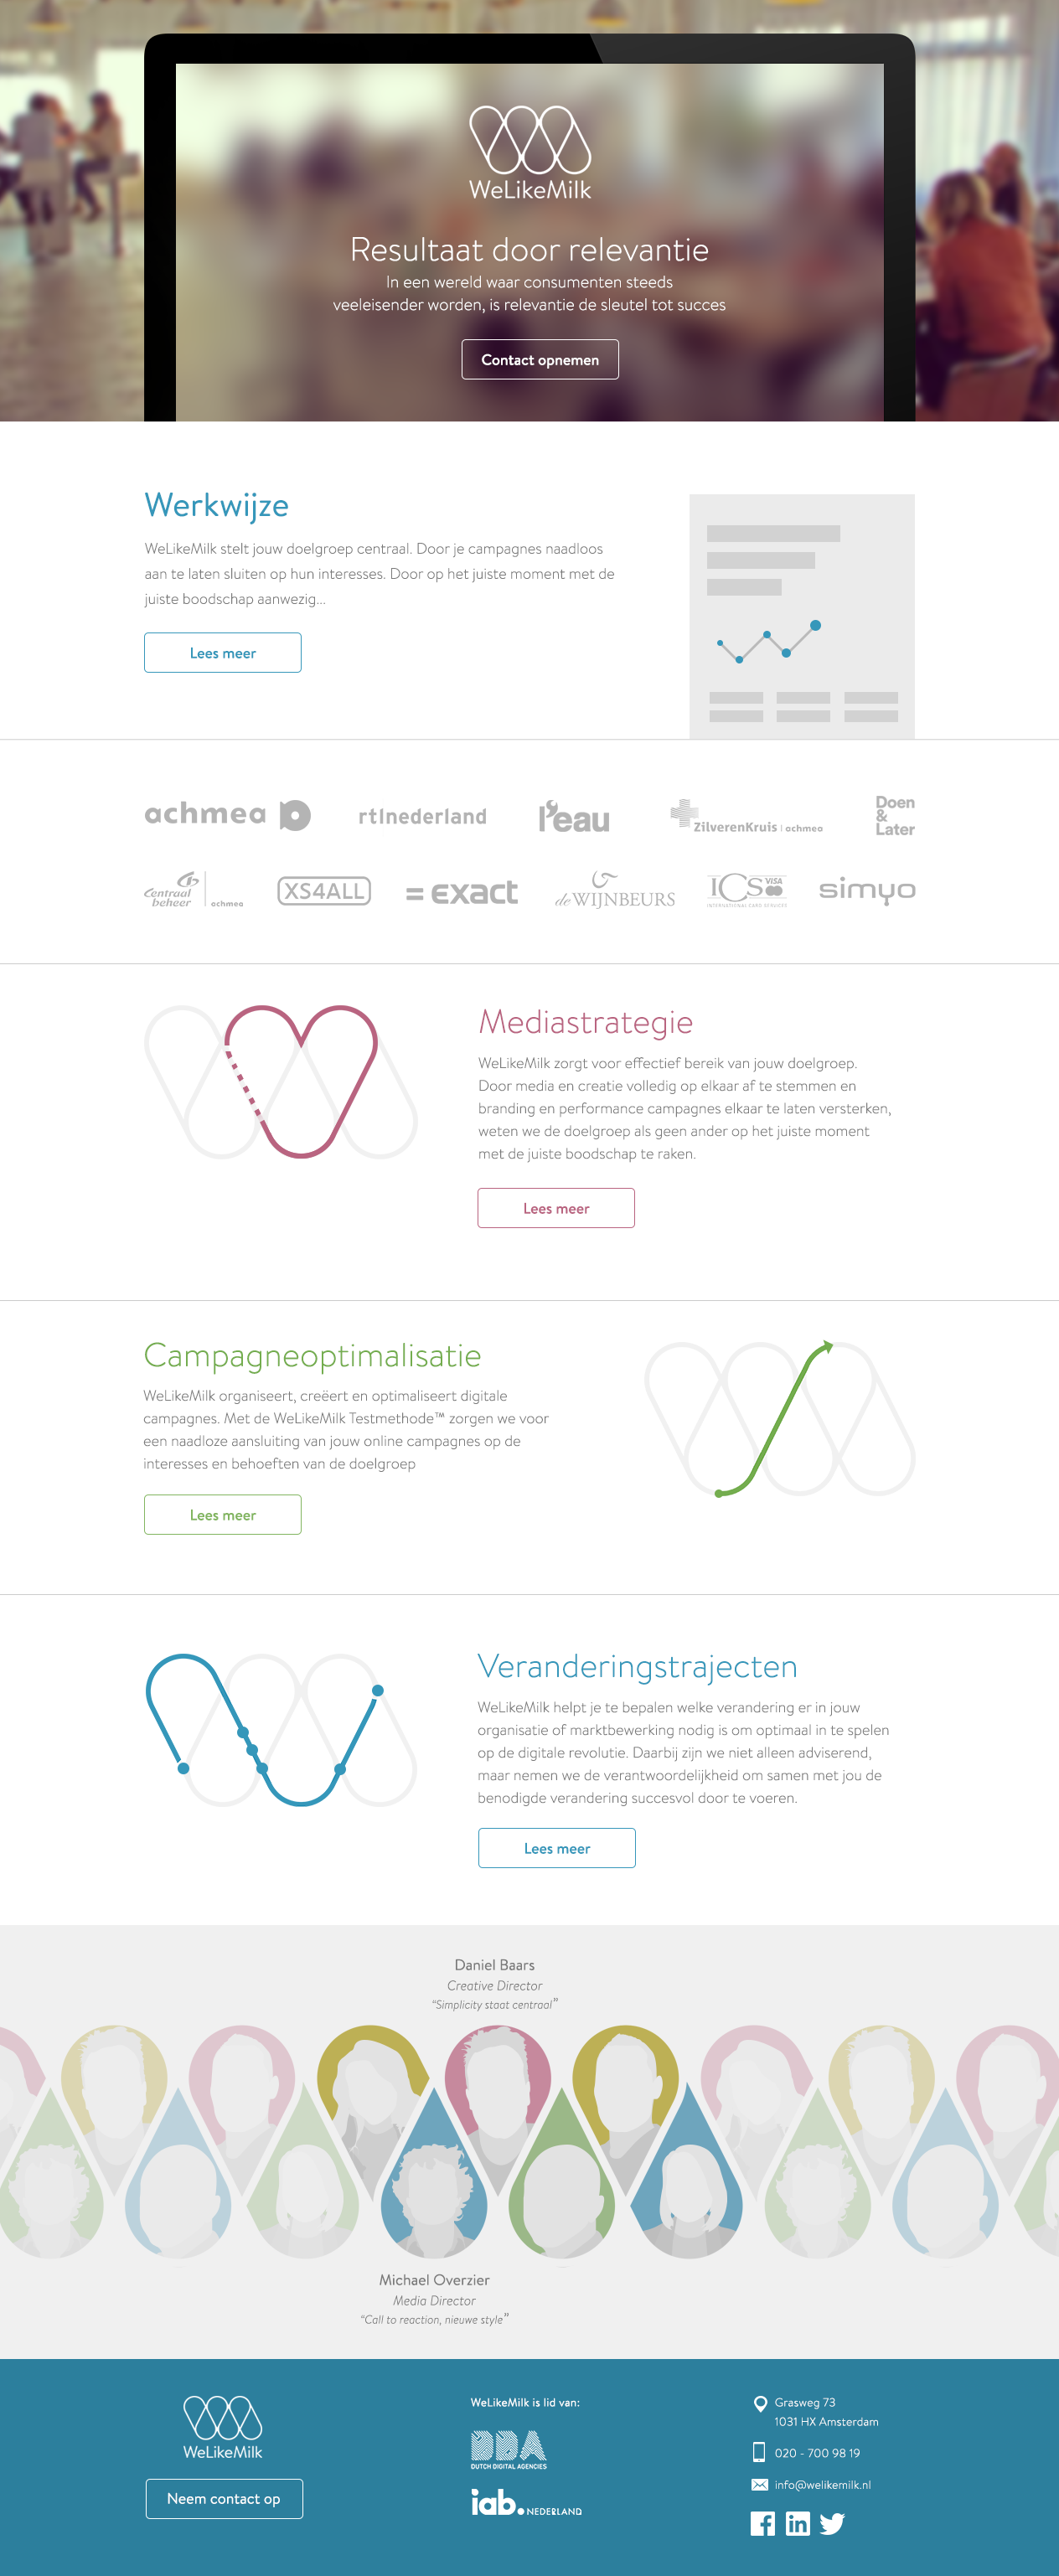 WeLikeMilk
Resultaat door relevantie
In een wereld waar consumenten steeds
veeleisender worden, is relevantie de sleutel tot succes
Contact opnemen
Werkwijze
WeLikeMilk stelt jouw doelgroep centraal. Door je campagnes naadloos
aan te laten sluiten op hun interesses. Door op het juiste moment met de
juiste boodschap aanwezig...
Lees meer
achmea
rtlnederland
l'eau
ZilverenKruis | achmea
Doen
&
Later
Centraal
beheer
achmea
XS4ALL
= exact
de WIJNBEURS
ICS VISA
INTERNATIONAL CARD SERVICES
simyo
Mediastrategie
WeLikeMilk zorgt voor effectief bereik van jouw doelgroep.
Door media en creatie volledig op elkaar af te stemmen en
branding en performance campagnes elkaar te laten versterken,
weten we de doelgroep als geen ander op het juiste moment
met de juiste boodschap te raken.
Lees meer
Campagneoptimalisatie
WeLikeMilk organiseert, creëert en optimaliseert digitale
campagnes. Met de WeLikeMilk Testmethode™ zorgen we voor
een naadloze aansluiting van jouw online campagnes op de
interesses en behoeften van de doelgroep
Lees meer
Veranderingstrajecten
WeLikeMilk helpt je te bepalen welke verandering er in jouw
organisatie of marktbewerking nodig is om optimaal in te spelen
op de digitale revolutie. Daarbij zijn we niet alleen adviserend,
maar nemen we de verantwoordelijkheid om samen met jou de
benodigde verandering succesvol door te voeren.
Lees meer
Daniel Baars
Creative Director
“Simplicity staat centraal”
Michael Overzier
Media Director
“Call to reaction, nieuwe style”
WeLikeMilk
Neem contact op
WeLikeMilk is lid van:
DDA
DUTCH DIGITAL AGENCIES
iab. NEDERLAND
Grasweg 73
1031 HX Amsterdam
020 - 700 98 19
info@welikemilk.nl